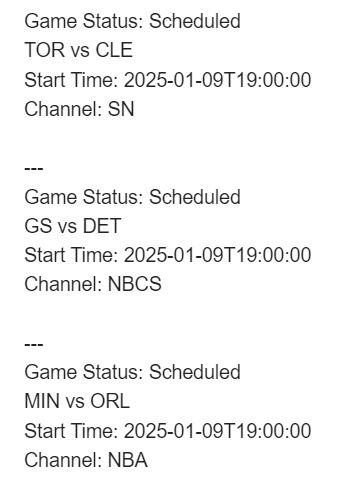 Game Status: Scheduled
TOR vs CLE
Start Time: 2025-01-09T19:00:00
Channel: SN
---
Game Status: Scheduled
GS vs DET
Start Time: 2025-01-09T19:00:00
Channel: NBCS
---
Game Status: Scheduled
MIN vs ORL
Start Time: 2025-01-09T19:00:00
Channel: NBA